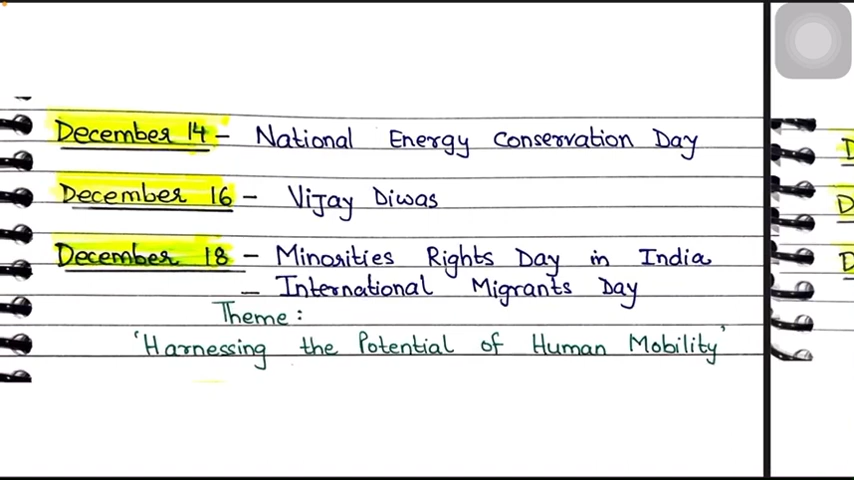 December 14 - National Energy Conservation Day
December 16 - Vijay Diwas
December 18 - Minorities Rights Day in India
- International Migrants Day
Theme:
'Harnessing the Potential of Human Mobility'
D
D
D